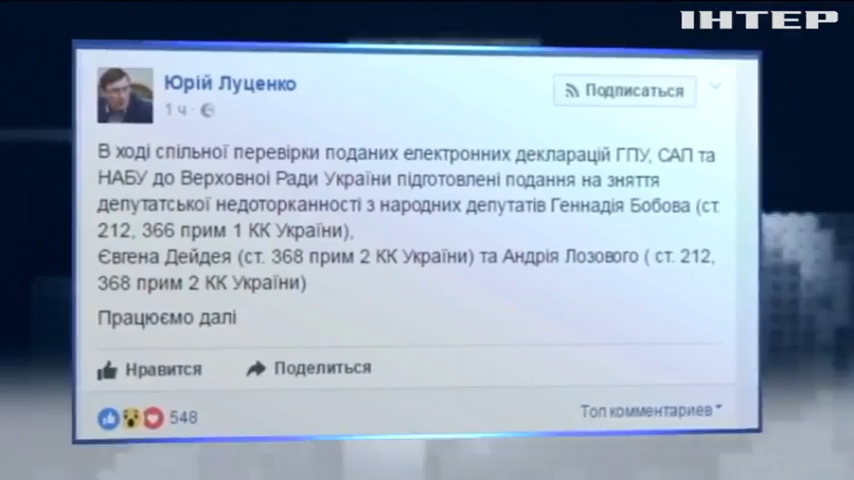 ІНТЕР
Юрій Луценко
1 ч ·
Подписаться
В ході спільної перевірки поданих електронних декларацій ГПУ, САП та
НАБУ до Верховної Ради України підготовлені подання на зняття
депутатської недоторканності з народних депутатів Геннадія Бобова (ст.
212, 366 прим 1 КК України),
Євгена Дейдея (ст. 368 прим 2 КК України) та Андрія Лозового ( ст. 212,
368 прим 2 КК України)
Працюємо далі
Нравится Поделиться
548
Топ комментариев